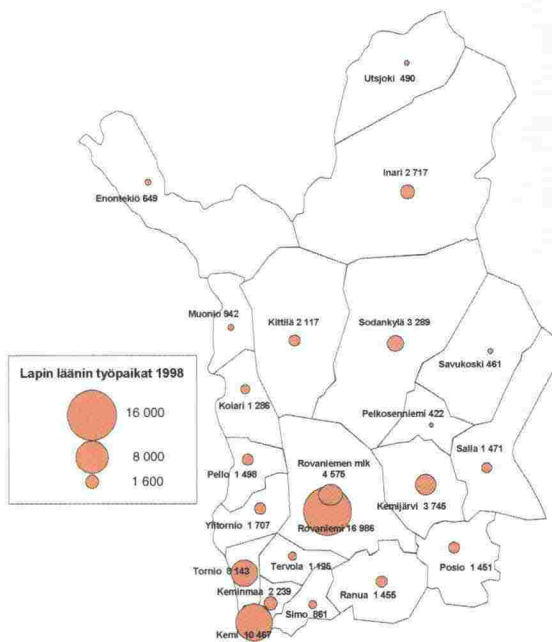 Utsjoki 490
Inari 2 717
Enontekiö 649
Muonio 942
Kittilä 2 117
Sodankylä 3 289
Savukoski 461
Lapin läänin työpaikat 1998
16 000
8 000
1 600
Kolari 1 286
Pelkosenniemi 422
Salla 1 471
Pello 1 498
Rovaniemen mlk
4 575
Kemijärvi 3 745
Ylitornio 1 707
Rovaniemi 16 986
Tervola 1 195
Posio 1 451
Tornio 8 143
Keminmaa 2 239
Ranua 1 455
Simo 861
Kemi 10 467